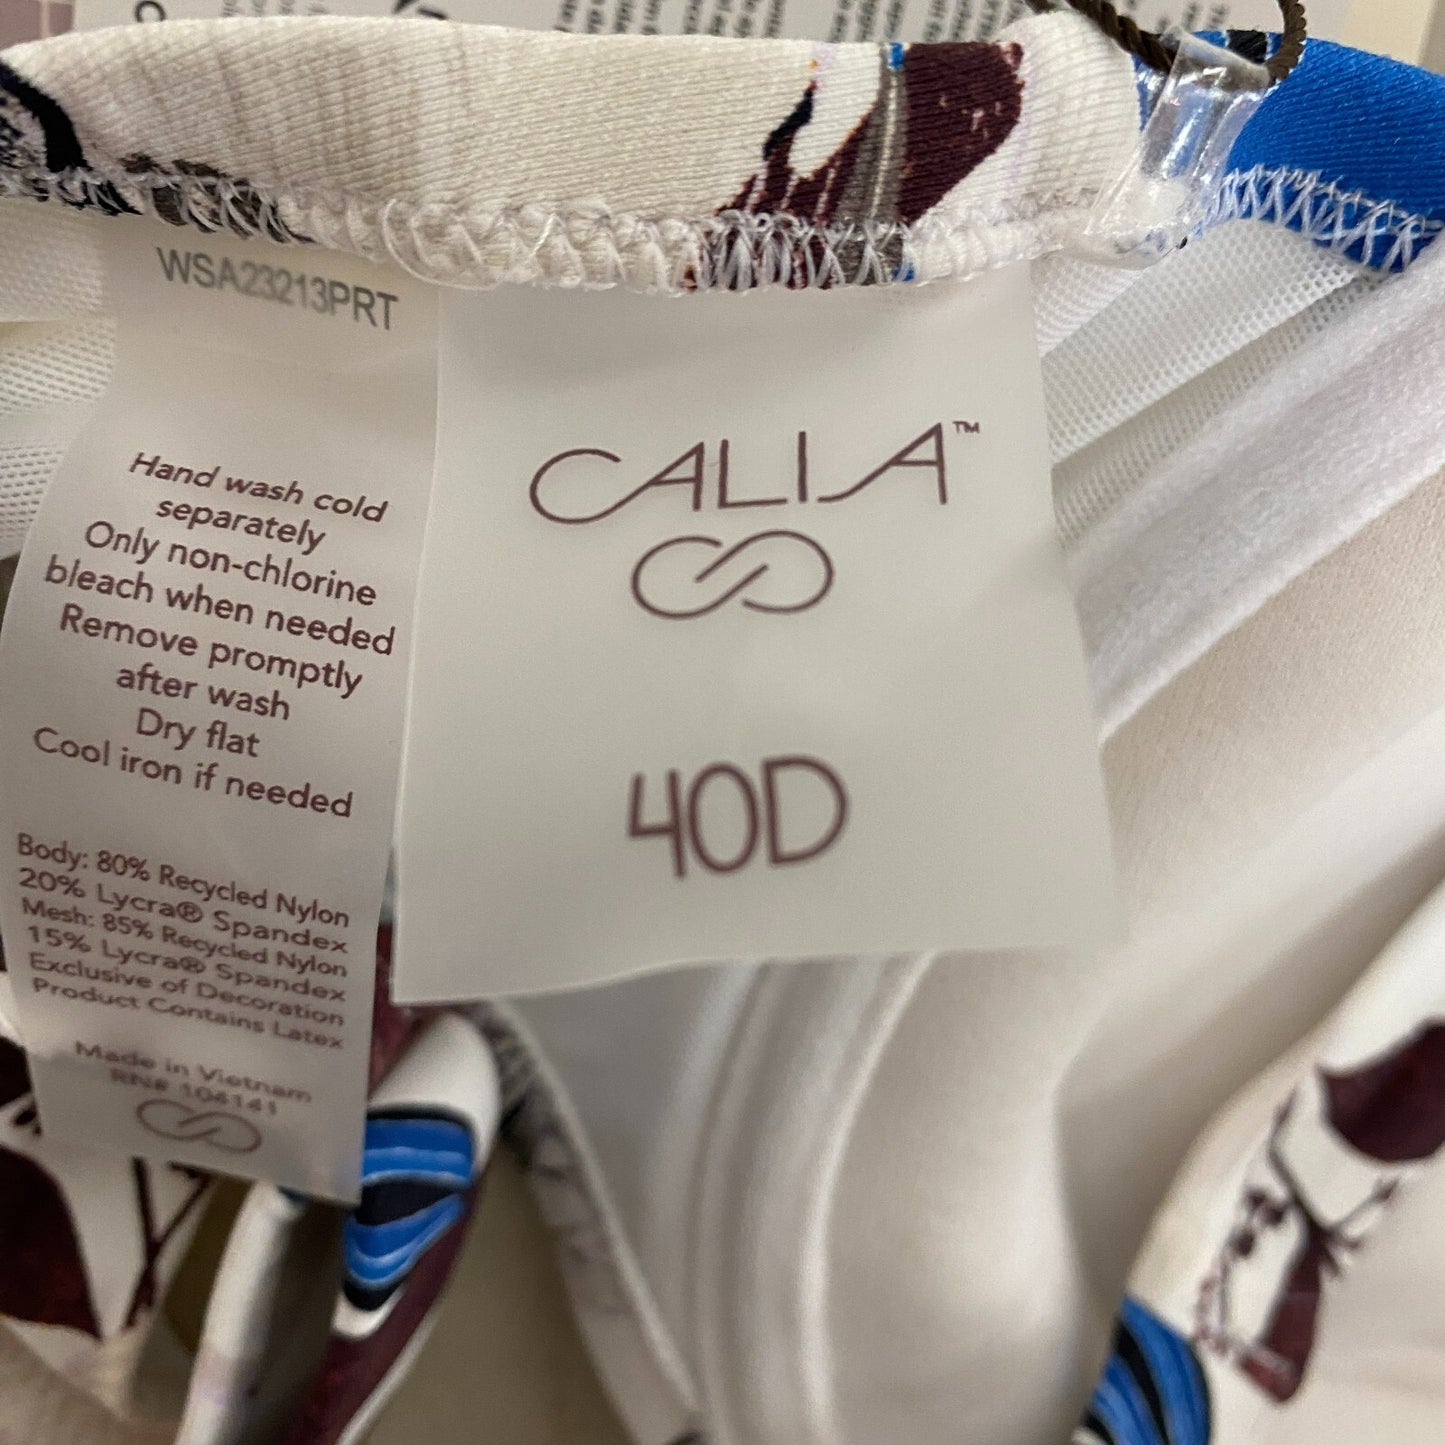 WSA23213PRT
Hand wash cold
separately
Only non-chlorine
bleach when needed
Remove promptly
after wash
Dry flat
Cool iron if needed
Body: 80% Recycled Nylon
20% Lycra® Spandex
Mesh: 85% Recycled Nylon
15% Lycra® Spandex
Exclusive of Decoration
Product Contains Latex
Made in Vietnam
RN# 104141
CALIA™
40D